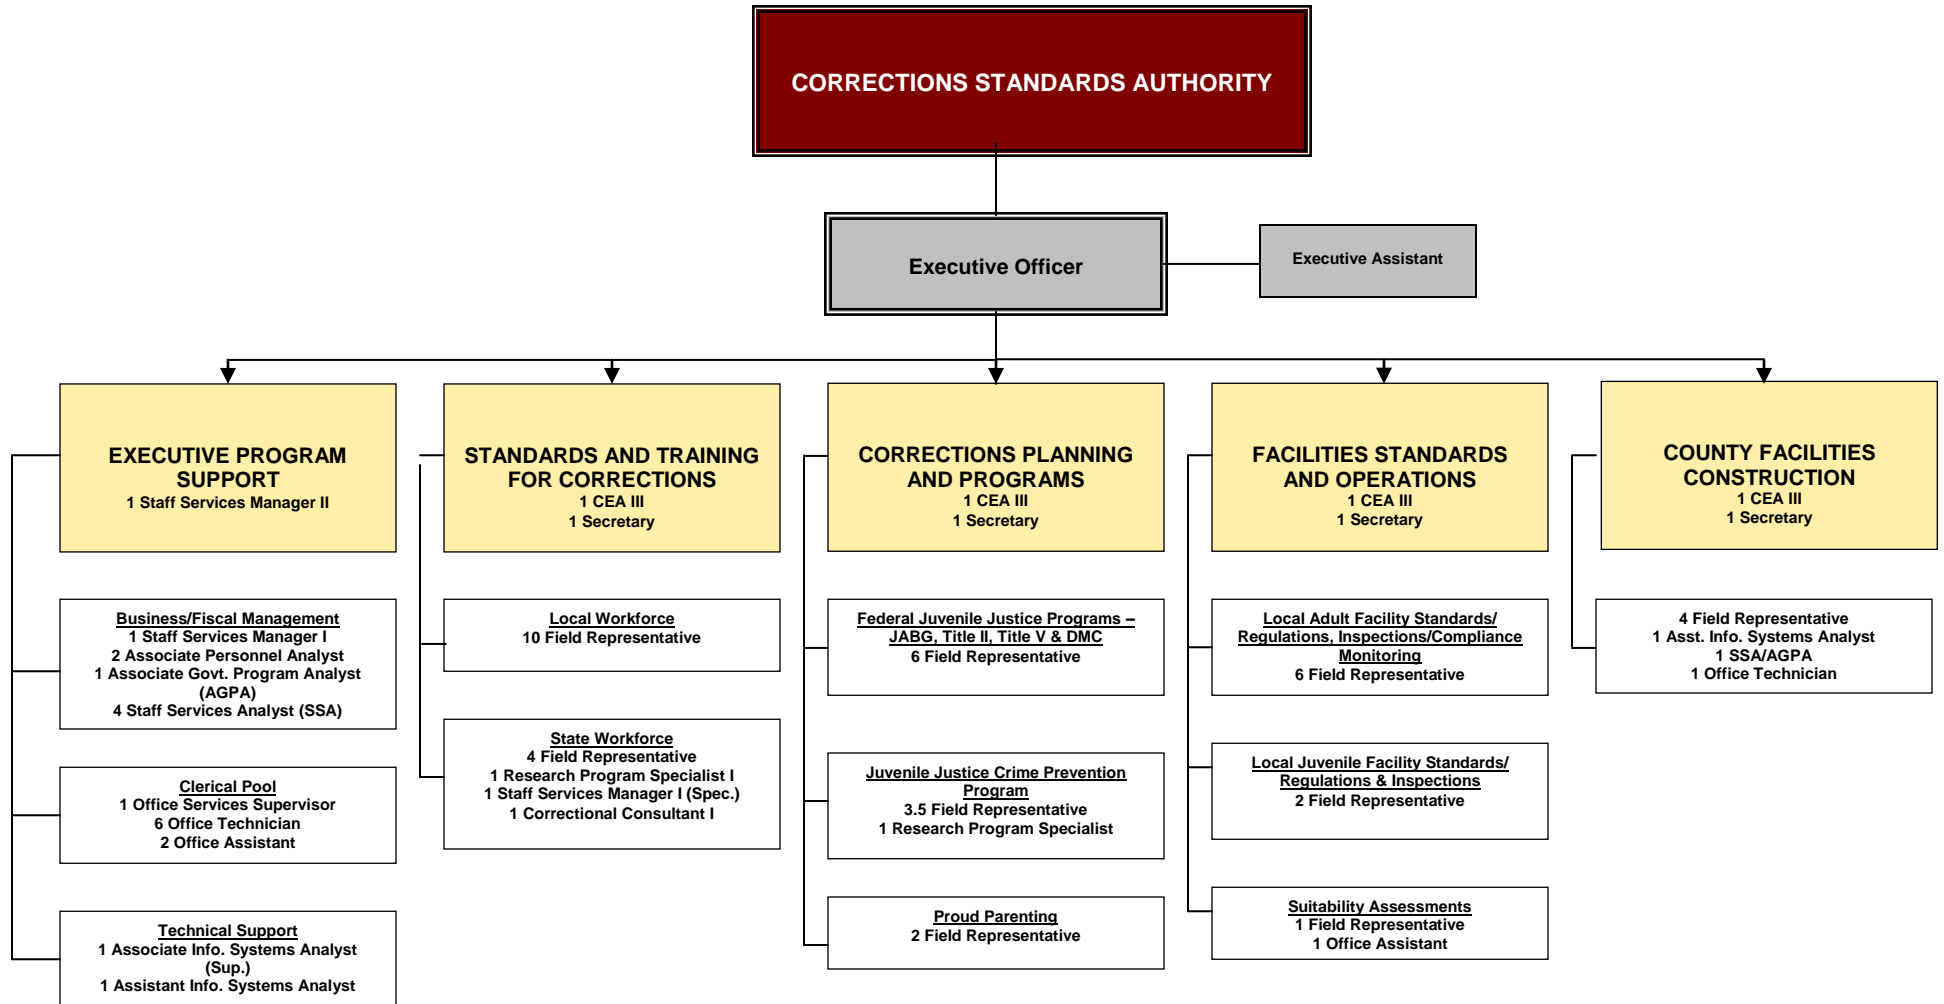 CORRECTIONS STANDARDS AUTHORITY
Executive Officer
Executive Assistant
EXECUTIVE PROGRAM
SUPPORT
1 Staff Services Manager II
Business/Fiscal Management
1 Staff Services Manager I
2 Associate Personnel Analyst
1 Associate Govt. Program Analyst
(AGPA)
4 Staff Services Analyst (SSA)
Clerical Pool
1 Office Services Supervisor
6 Office Technician
2 Office Assistant
Technical Support
1 Associate Info. Systems Analyst
(Sup.)
1 Assistant Info. Systems Analyst
STANDARDS AND TRAINING
FOR CORRECTIONS
1 CEA III
1 Secretary
Local Workforce
10 Field Representative
State Workforce
4 Field Representative
1 Research Program Specialist I
1 Staff Services Manager I (Spec.)
1 Correctional Consultant I
CORRECTIONS PLANNING
AND PROGRAMS
1 CEA III
1 Secretary
Federal Juvenile Justice Programs –
JABG, Title II, Title V & DMC
6 Field Representative
Juvenile Justice Crime Prevention
Program
3.5 Field Representative
1 Research Program Specialist
Proud Parenting
2 Field Representative
FACILITIES STANDARDS
AND OPERATIONS
1 CEA III
1 Secretary
Local Adult Facility Standards/
Regulations, Inspections/Compliance
Monitoring
6 Field Representative
Local Juvenile Facility Standards/
Regulations & Inspections
2 Field Representative
Suitability Assessments
1 Field Representative
1 Office Assistant
COUNTY FACILITIES
CONSTRUCTION
1 CEA III
1 Secretary
4 Field Representative
1 Asst. Info. Systems Analyst
1 SSA/AGPA
1 Office Technician